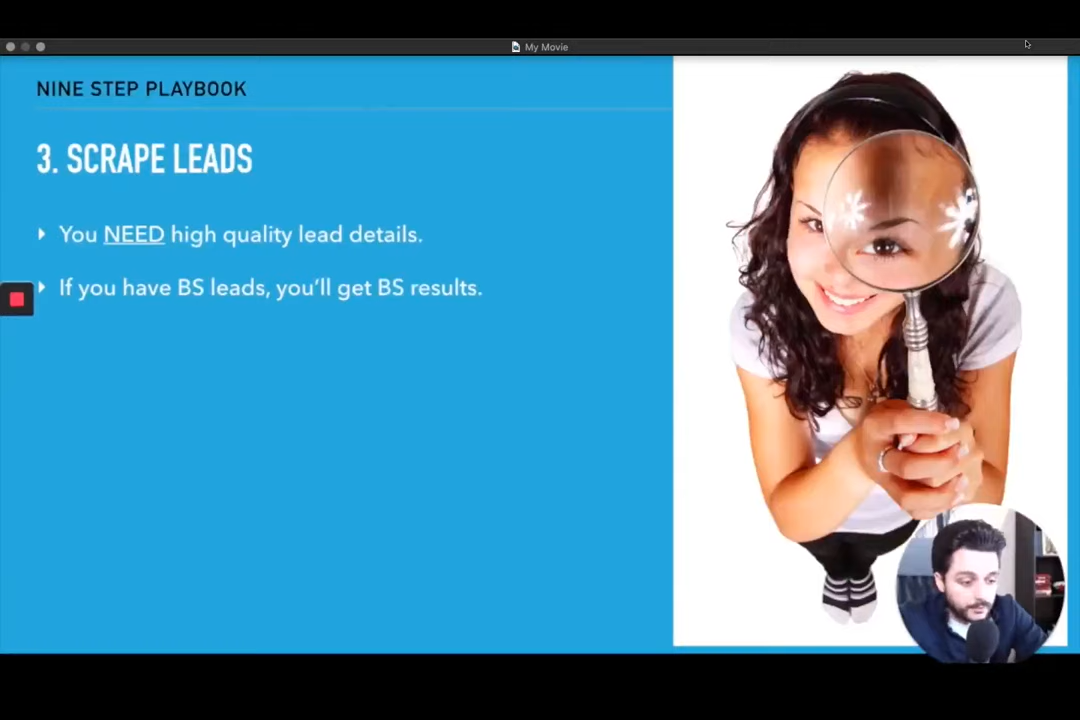 My Movie
NINE STEP PLAYBOOK
3. SCRAPE LEADS
You NEED high quality lead details.
If you have BS leads, you’ll get BS results.